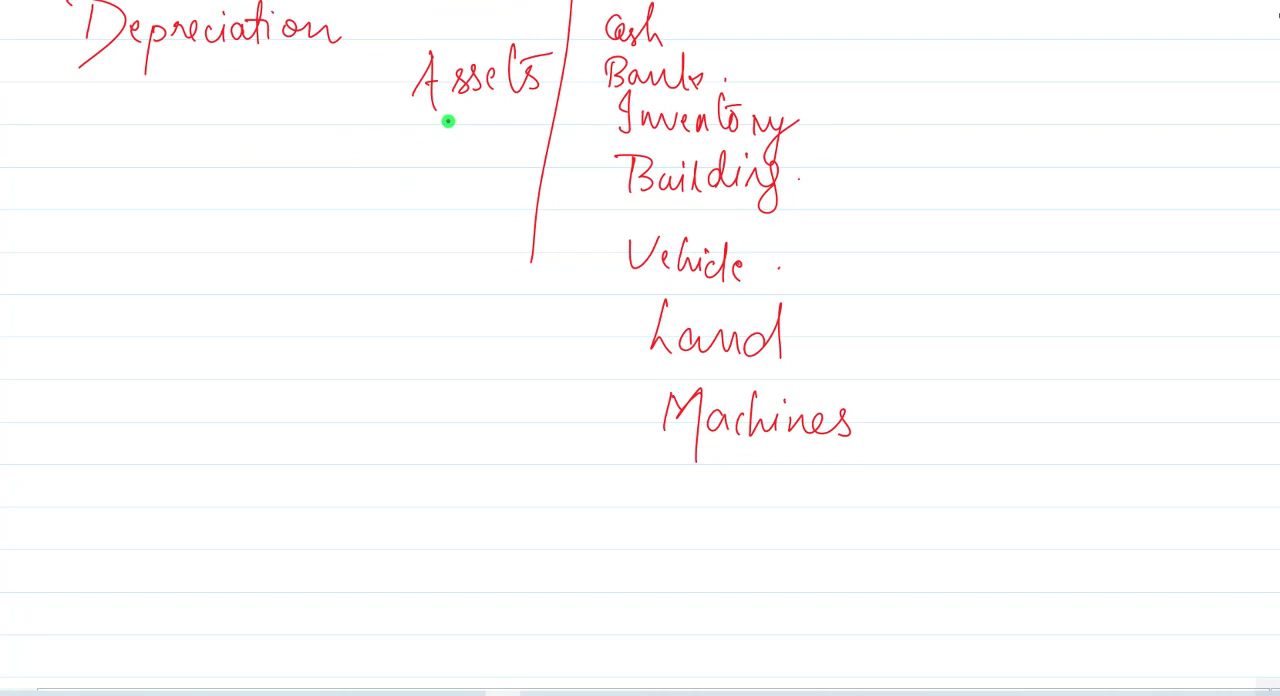 Depreciation
Assets
Cash
Bank.
Inventory
Building.
Vehicle.
Land
Machines